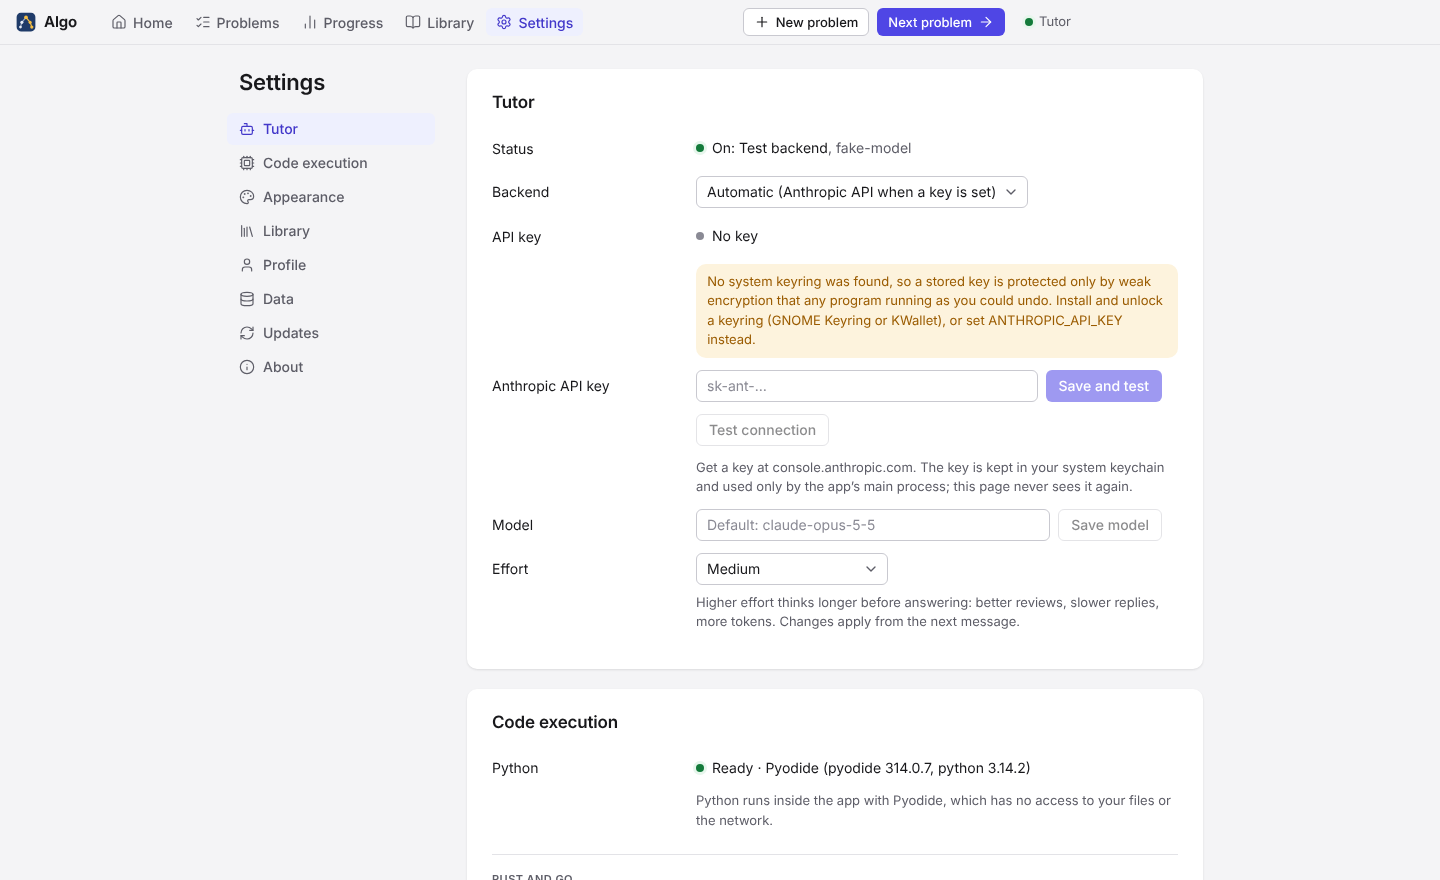 Algo
Home
Problems
Progress
Library
Settings
New problem
Next problem
Tutor
Settings
Tutor
Code execution
Appearance
Library
Profile
Data
Updates
About
Tutor
Status
On: Test backend, fake-model
Backend
Automatic (Anthropic API when a key is set)
API key
No key
No system keyring was found, so a stored key is protected only by weak
encryption that any program running as you could undo. Install and unlock
a keyring (GNOME Keyring or KWallet), or set ANTHROPIC_API_KEY
instead.
Anthropic API key
sk-ant-...
Save and test
Test connection
Get a key at console.anthropic.com. The key is kept in your system keychain
and used only by the app’s main process; this page never sees it again.
Model
Default: claude-opus-5-5
Save model
Effort
Medium
Higher effort thinks longer before answering: better reviews, slower replies,
more tokens. Changes apply from the next message.
Code execution
Python
Ready · Pyodide (pyodide 314.0.7, python 3.14.2)
Python runs inside the app with Pyodide, which has no access to your files or
the network.
RUST AND GO